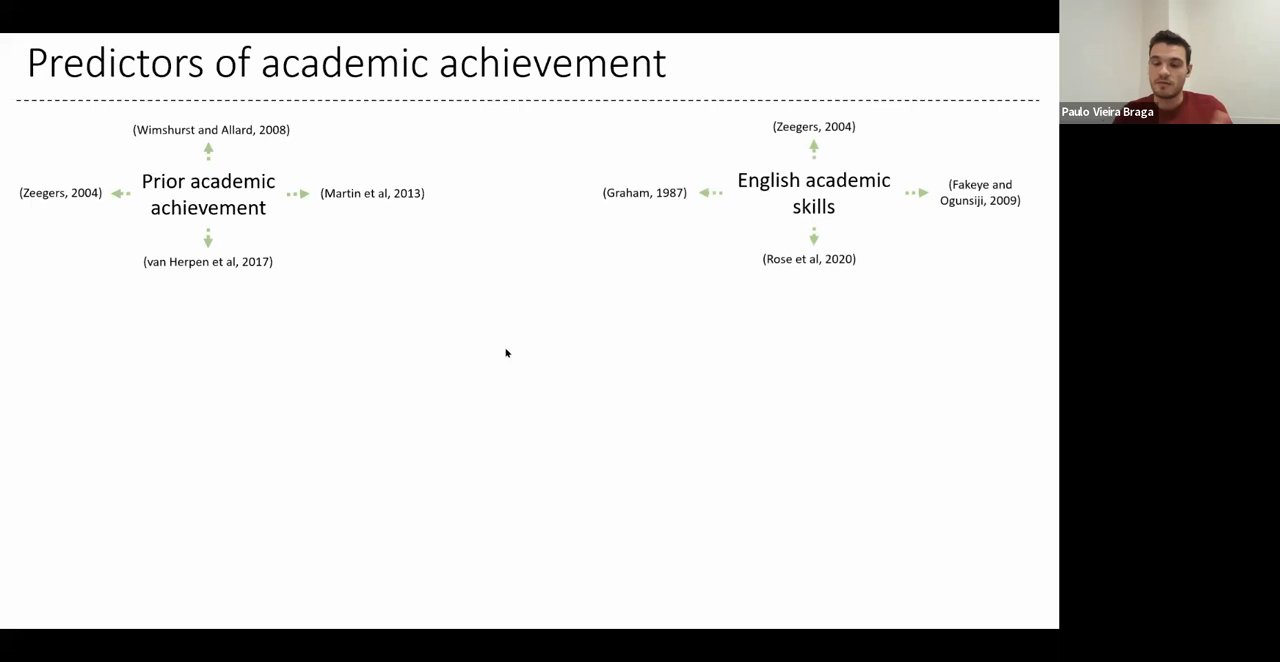 Predictors of academic achievement
(Wimshurst and Allard, 2008)
Prior academic
achievement
(Zeegers, 2004)
(Martin et al, 2013)
(van Herpen et al, 2017)
(Zeegers, 2004)
English academic
skills
(Graham, 1987)
(Fakeye and
Ogunsiji, 2009)
(Rose et al, 2020)
Paulo Vieira Braga